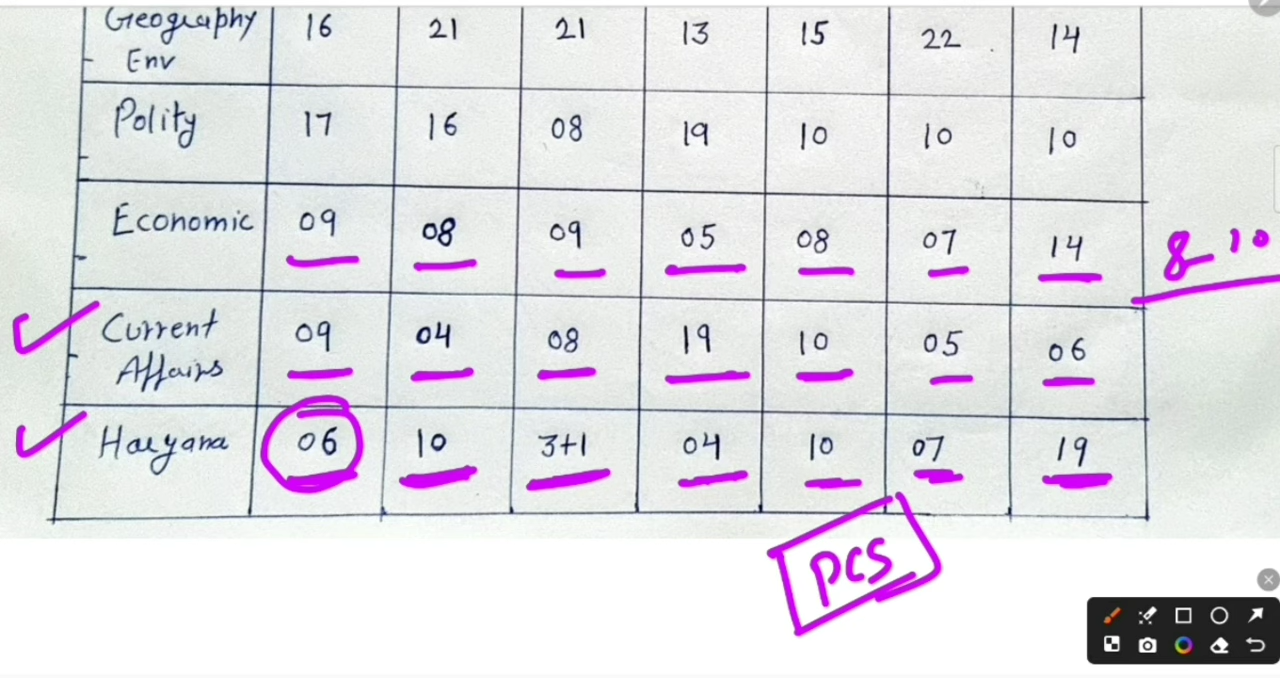 Geography 16 21 21 13 15 22 14
Env
Polity 17 16 08 19 10 10 10
Economic 09 08 09 05 08 07 14 8-10
Current 09 04 08 19 10 05 06
Affairs
Haryana 06 10 3+1 04 10 07 19
PCS